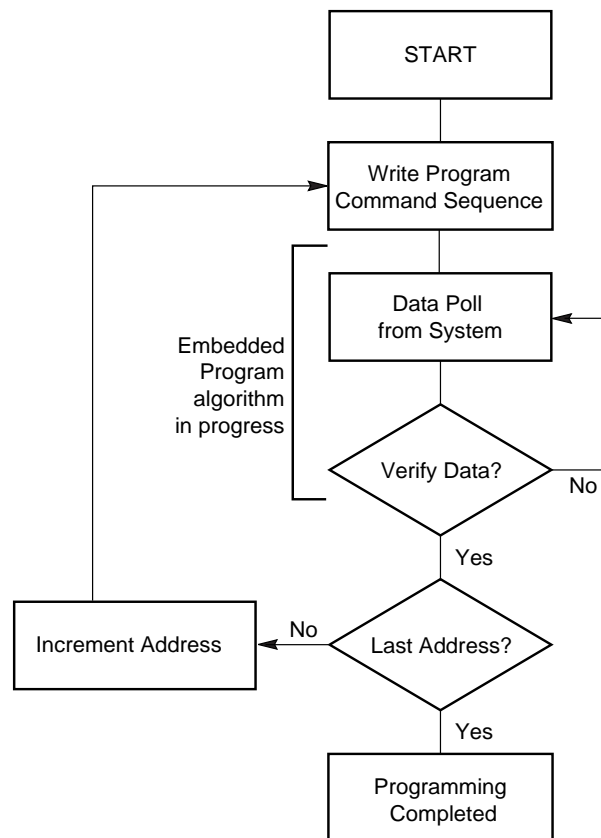 START
Write Program
Command Sequence
Data Poll
from System
Embedded
Program
algorithm
in progress
Verify Data?
No
Yes
No
Increment Address
Last Address?
Yes
Programming
Completed